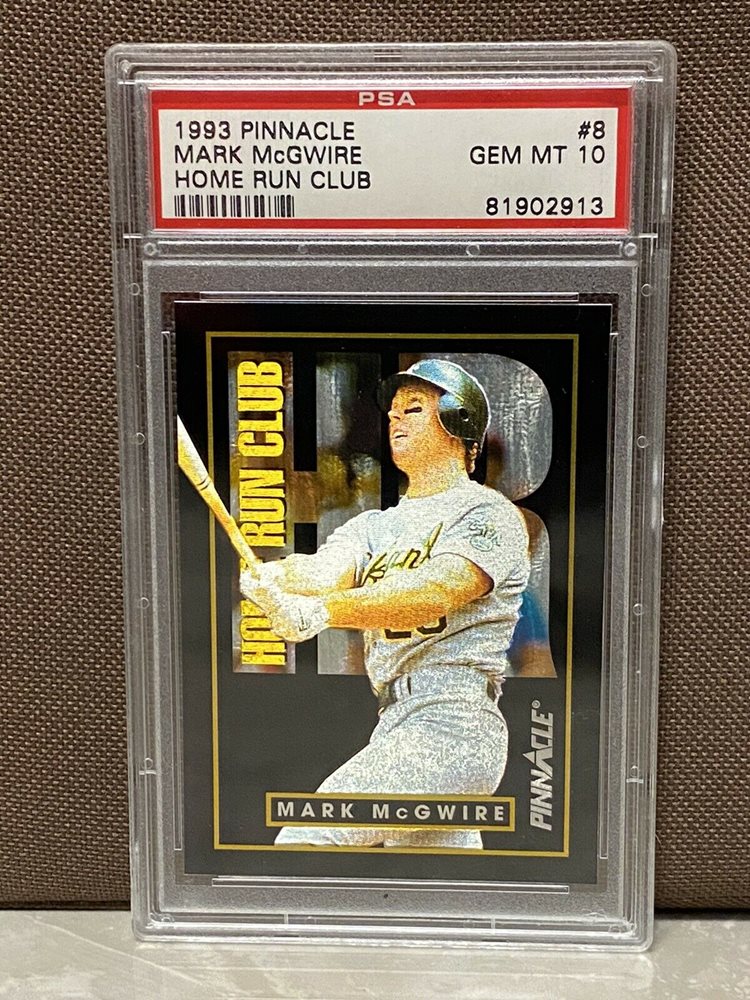 PSA
1993 PINNACLE #8
MARK McGWIRE GEM MT 10
HOME RUN CLUB
81902913
HR
HOME RUN CLUB
25
PINNACLE®
MARK McGWIRE